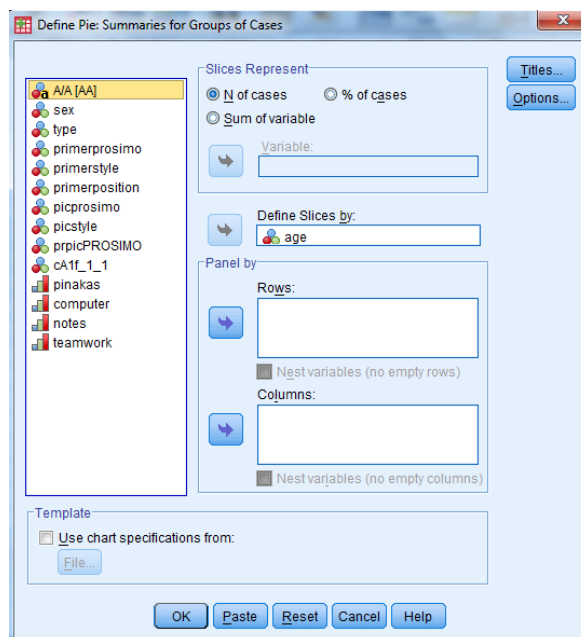 Define Pie: Summaries for Groups of Cases
A/A [AA]
sex
type
primerprosimo
primerstyle
primerposition
picprosimo
picstyle
prpicPROSIMO
cA1f_1_1
pinakas
computer
notes
teamwork
Slices Represent
N of cases
% of cases
Sum of variable
Variable:
Define Slices by:
age
Panel by
Rows:
Nest variables (no empty rows)
Columns:
Nest variables (no empty columns)
Titles...
Options...
Template
Use chart specifications from:
File...
OK Paste Reset Cancel Help